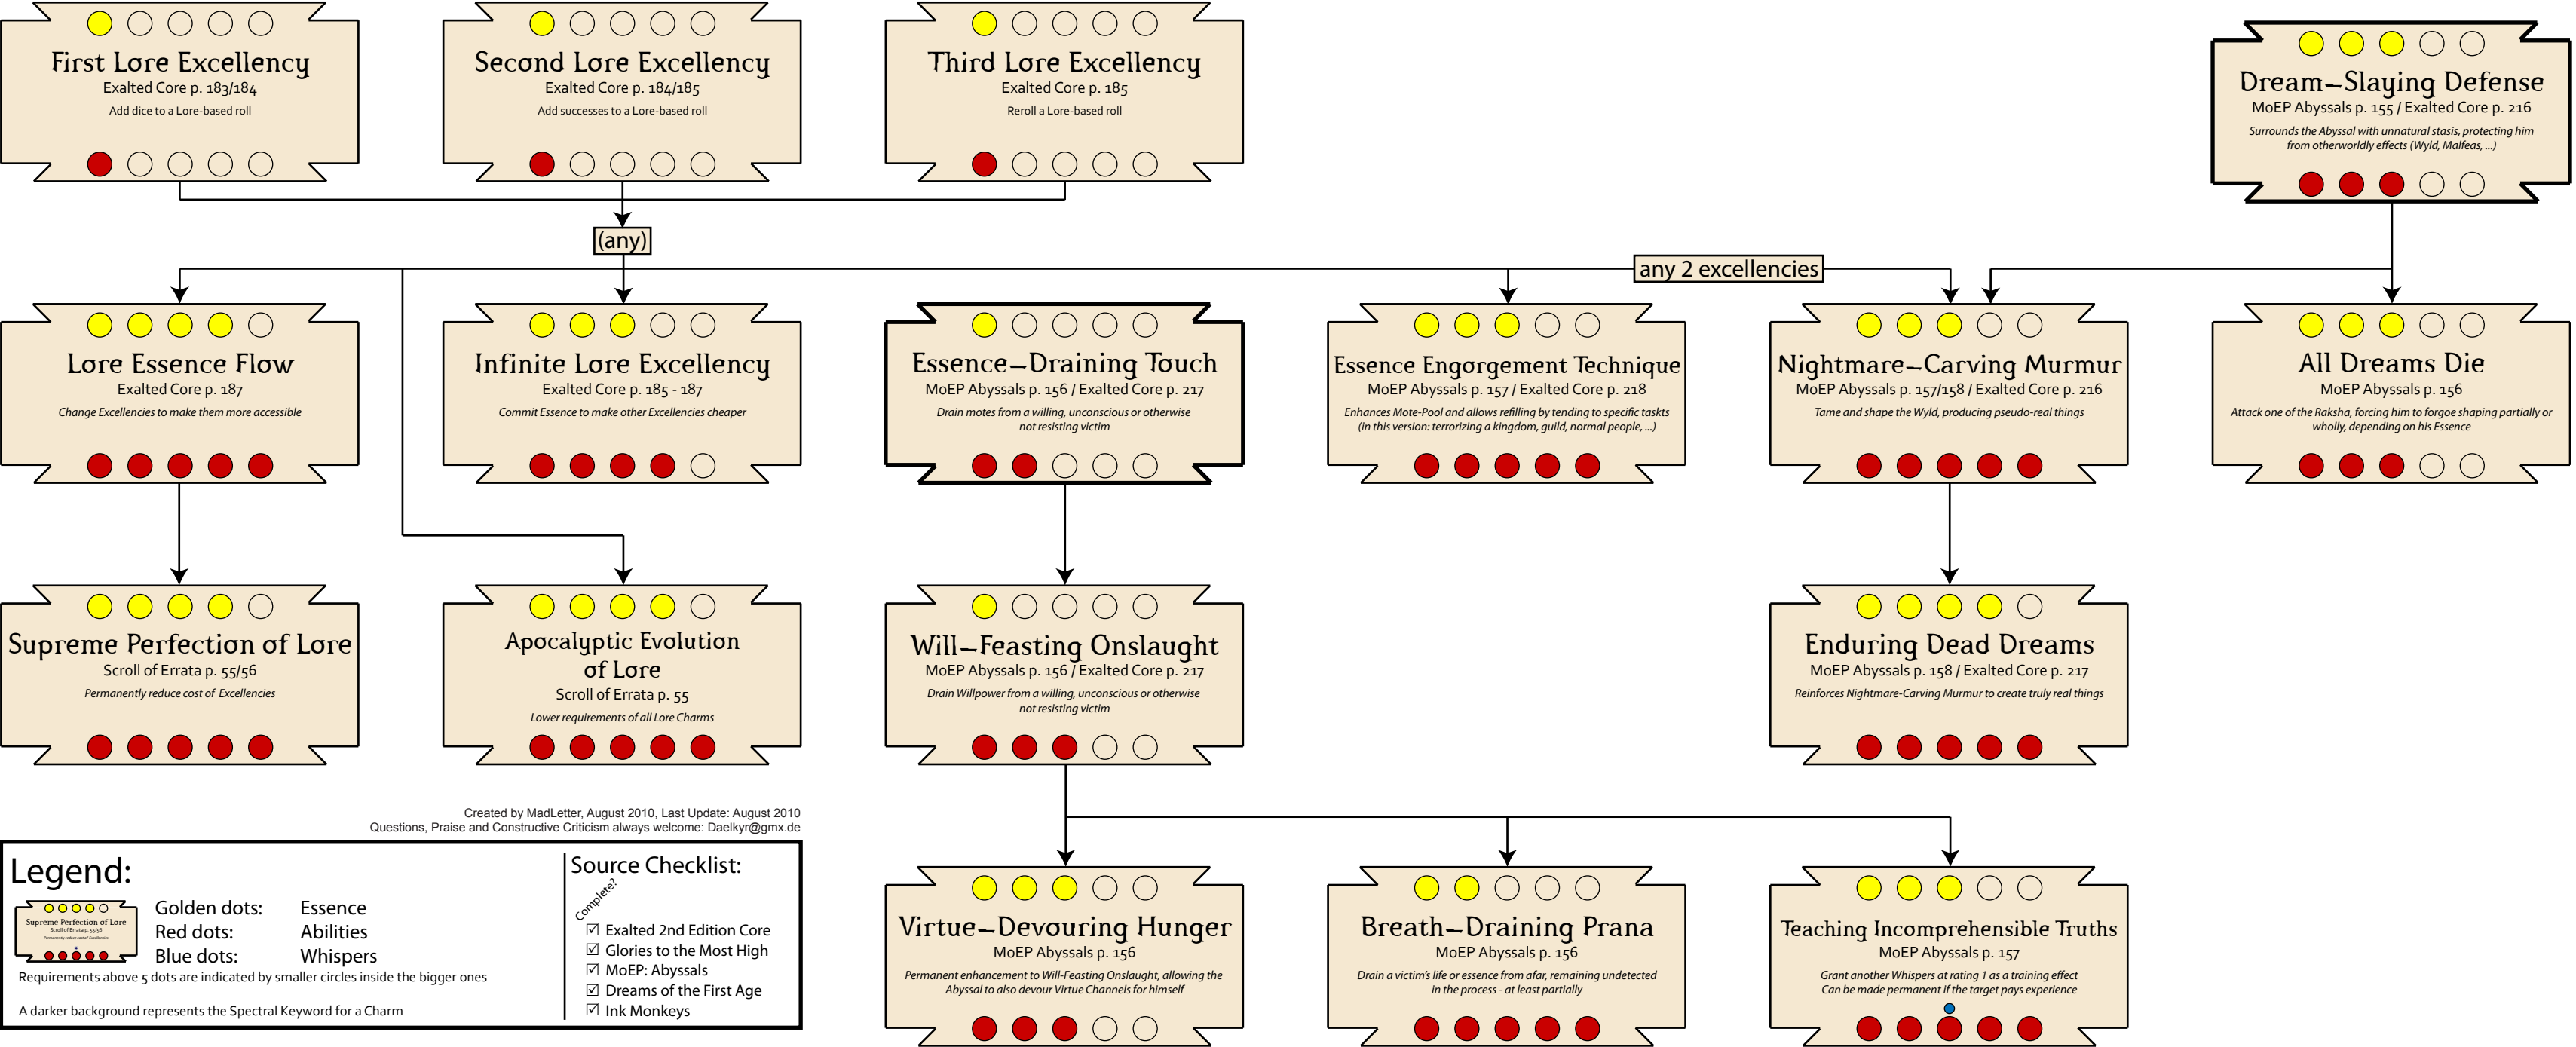 First Lore Excellency
Exalted Core p. 183/184
Add dice to a Lore-based roll
Second Lore Excellency
Exalted Core p. 184/185
Add successes to a Lore-based roll
Third Lore Excellency
Exalted Core p. 185
Reroll a Lore-based roll
Dream-Slaying Defense
MoEP Abyssals p. 155 / Exalted Core p. 216
Surrounds the Abyssal with unnatural stasis, protecting him
from otherworldly effects (Wyld, Malfeas, ...)
(any)
any 2 excellencies
Lore Essence Flow
Exalted Core p. 187
Change Excellencies to make them more accessible
Infinite Lore Excellency
Exalted Core p. 185 - 187
Commit Essence to make other Excellencies cheaper
Essence-Draining Touch
MoEP Abyssals p. 156 / Exalted Core p. 217
Drain motes from a willing, unconscious or otherwise
not resisting victim
Essence Engorgement Technique
MoEP Abyssals p. 157 / Exalted Core p. 218
Enhances Mote-Pool and allows refilling by tending to specific taskts
(in this version: terrorizing a kingdom, guild, normal people, ...)
Nightmare-Carving Murmur
MoEP Abyssals p. 157/158 / Exalted Core p. 216
Tame and shape the Wyld, producing pseudo-real things
All Dreams Die
MoEP Abyssals p. 156
Attack one of the Raksha, forcing him to forgoe shaping partially or
wholly, depending on his Essence
Supreme Perfection of Lore
Scroll of Errata p. 55/56
Permanently reduce cost of Excellencies
Apocalyptic Evolution
of Lore
Scroll of Errata p. 55
Lower requirements of all Lore Charms
Will-Feasting Onslaught
MoEP Abyssals p. 156 / Exalted Core p. 217
Drain Willpower from a willing, unconscious or otherwise
not resisting victim
Enduring Dead Dreams
MoEP Abyssals p. 158 / Exalted Core p. 217
Reinforces Nightmare-Carving Murmur to create truly real things
Created by MadLetter, August 2010, Last Update: August 2010
Questions, Praise and Constructive Criticism always welcome: Daelkyr@gmx.de
Legend:
Supreme Perfection of Lore
Scroll of Errata p. 55/56
Permanently reduce cost of Excellencies
Golden dots: Essence
Red dots: Abilities
Blue dots: Whispers
Requirements above 5 dots are indicated by smaller circles inside the bigger ones
A darker background represents the Spectral Keyword for a Charm
Source Checklist:
Complete?
Exalted 2nd Edition Core
Glories to the Most High
MoEP: Abyssals
Dreams of the First Age
Ink Monkeys
Virtue-Devouring Hunger
MoEP Abyssals p. 156
Permanent enhancement to Will-Feasting Onslaught, allowing the
Abyssal to also devour Virtue Channels for himself
Breath-Draining Prana
MoEP Abyssals p. 156
Drain a victim's life or essence from afar, remaining undetected
in the process - at least partially
Teaching Incomprehensible Truths
MoEP Abyssals p. 157
Grant another Whispers at rating 1 as a training effect
Can be made permanent if the target pays experience